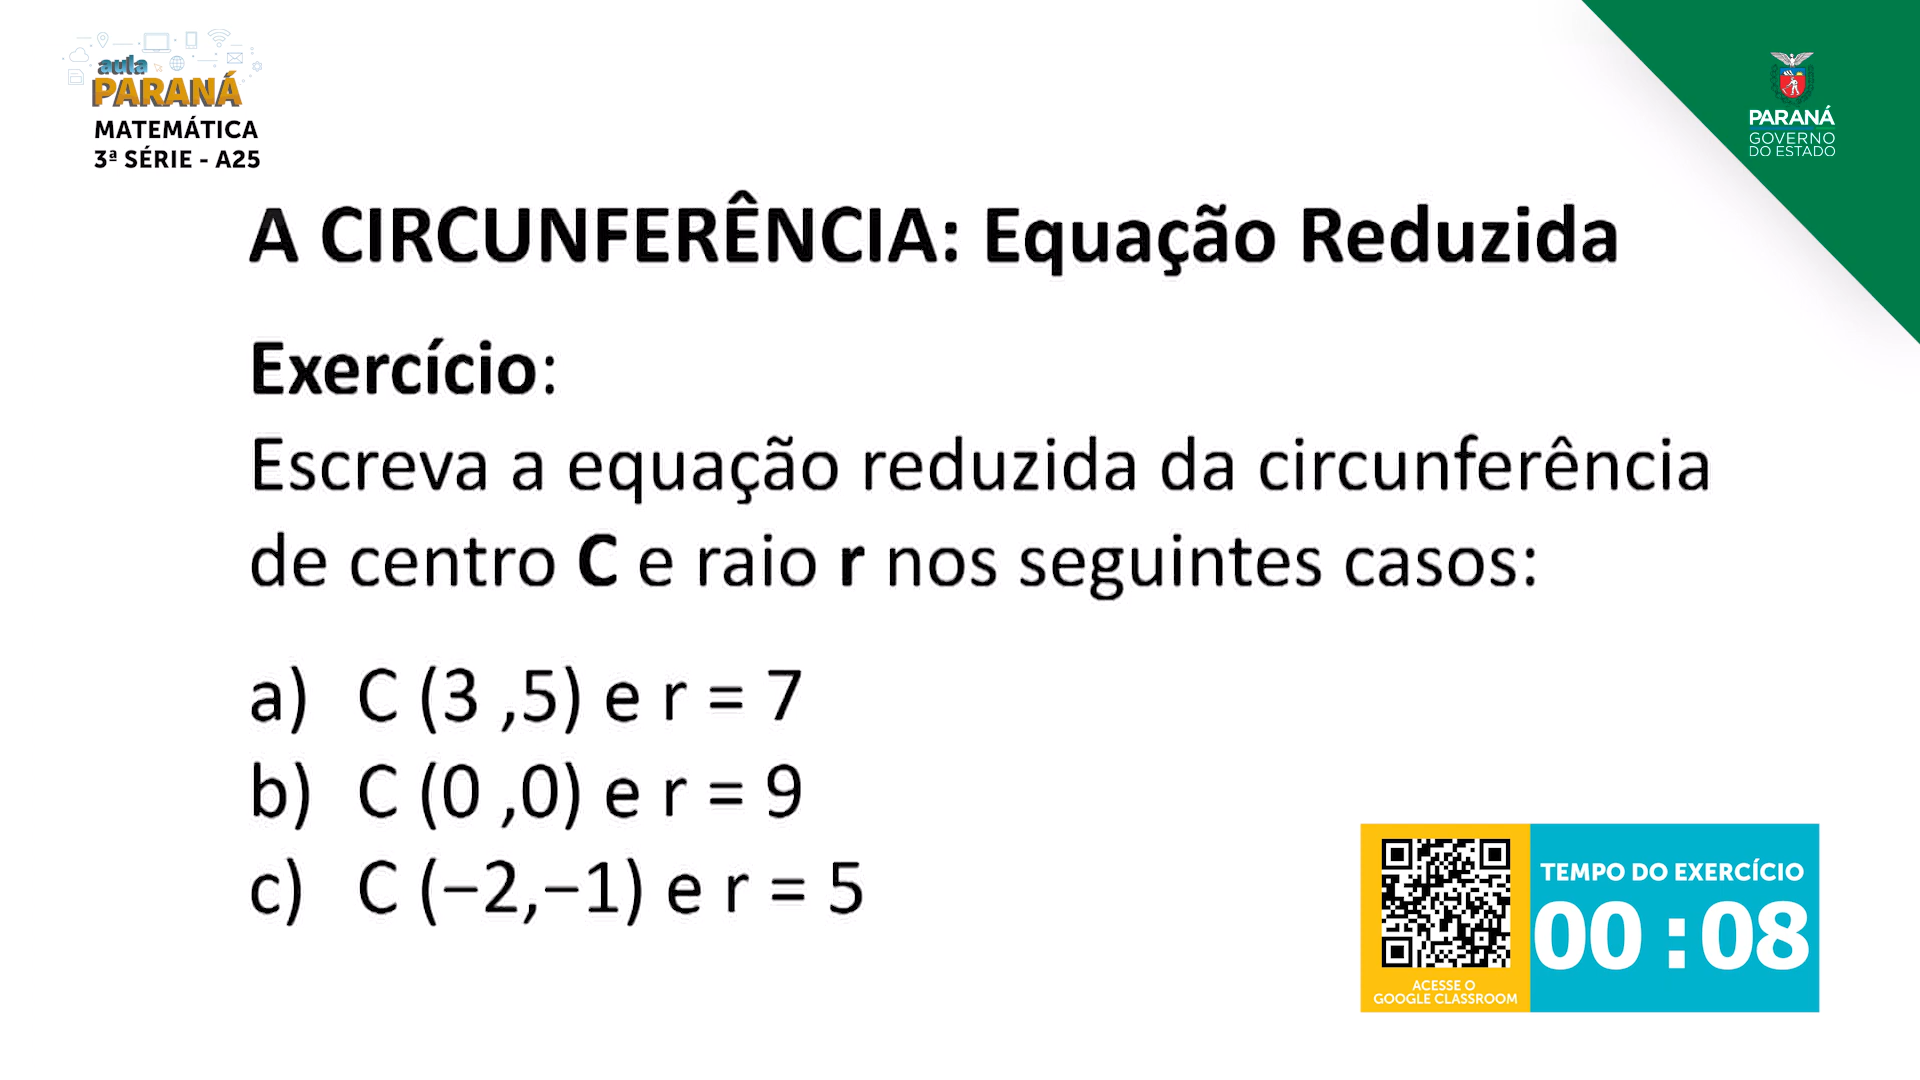 aula
PARANÁ
MATEMÁTICA
3ª SÉRIE - A25
PARANÁ
GOVERNO
DO ESTADO
A CIRCUNFERÊNCIA: Equação Reduzida
Exercício:
Escreva a equação reduzida da circunferência
de centro C e raio r nos seguintes casos:
a) C (3 ,5) e r = 7
b) C (0 ,0) e r = 9
c) C (−2,−1) e r = 5
TEMPO DO EXERCÍCIO
00 : 08
ACESSE O
GOOGLE CLASSROOM